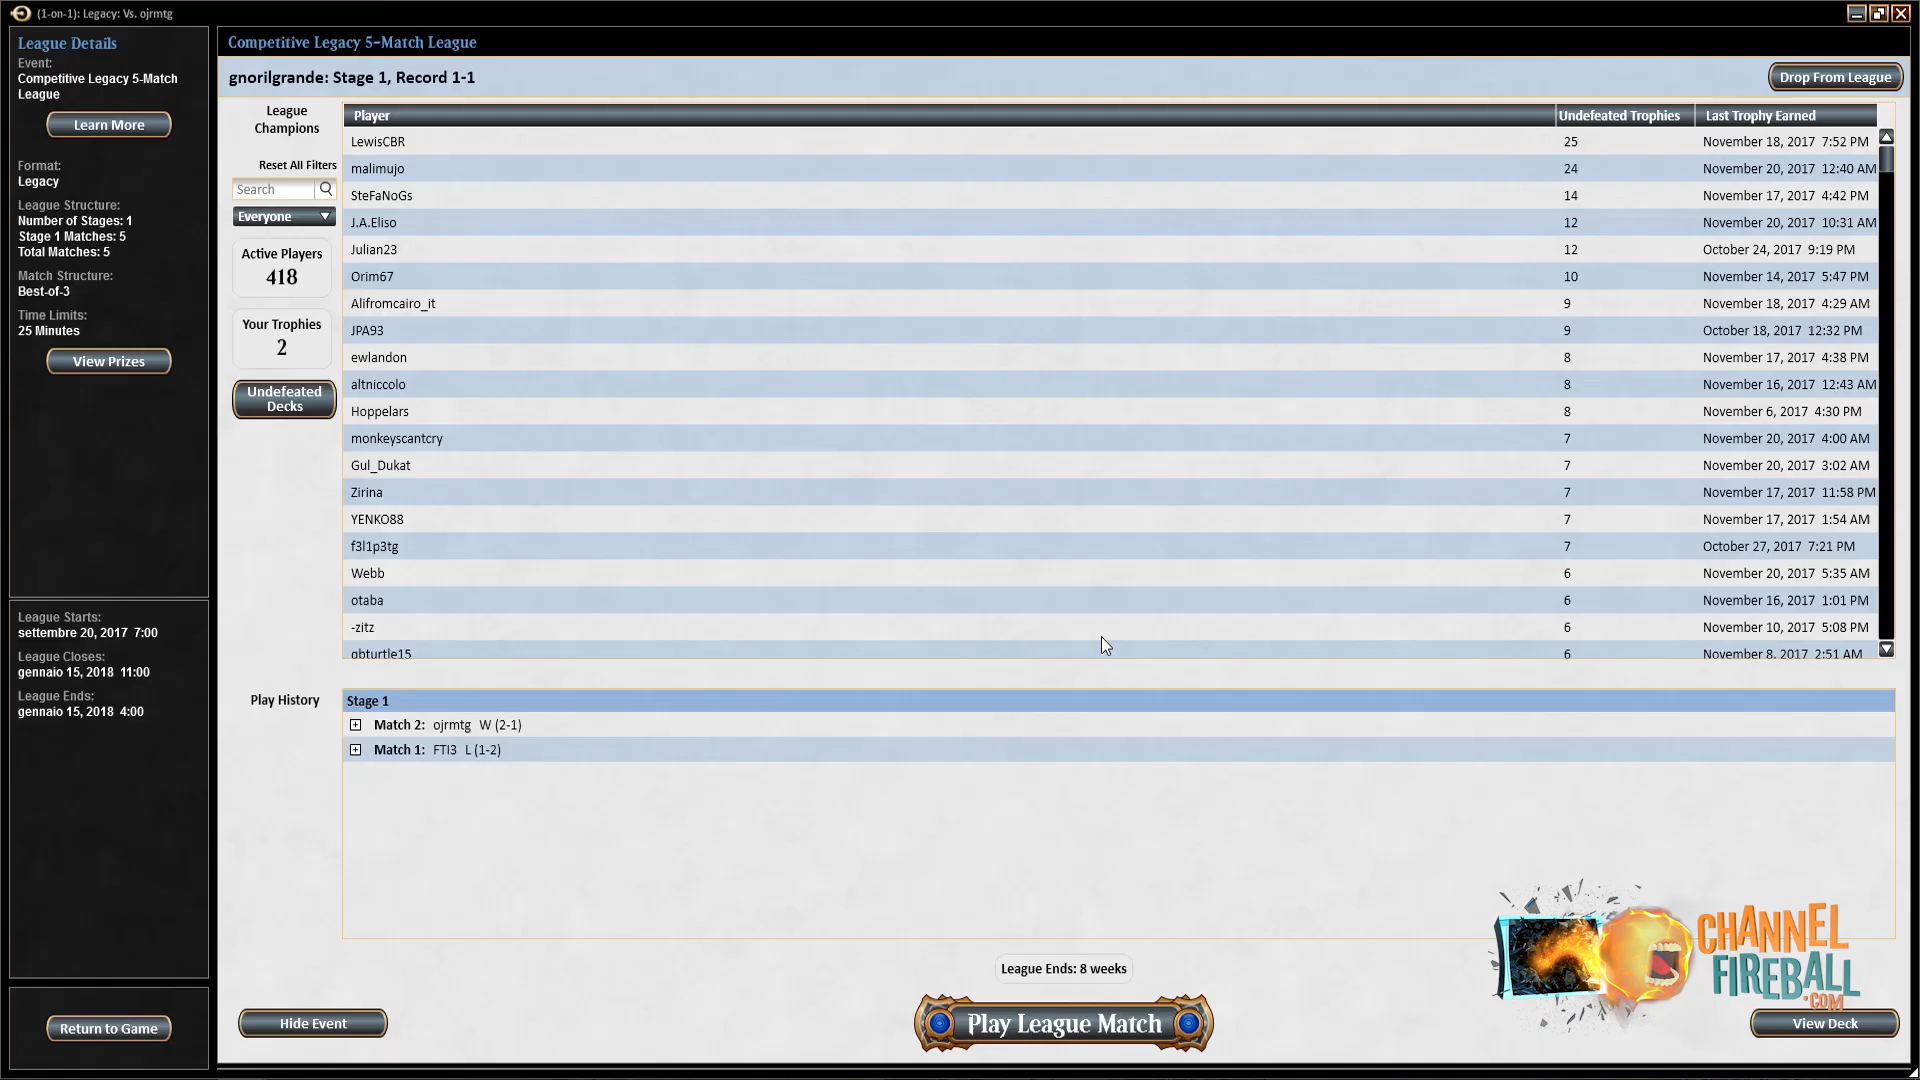 (1-on-1): Legacy: Vs. ojrmtg
League Details
Event:
Competitive Legacy 5-Match
League
Learn More
Format:
Legacy
League Structure:
Number of Stages: 1
Stage 1 Matches: 5
Total Matches: 5
Match Structure:
Best-of-3
Time Limits:
25 Minutes
View Prizes
League Starts:
settembre 20, 2017 7:00
League Closes:
gennaio 15, 2018 11:00
League Ends:
gennaio 15, 2018 4:00
Return to Game
Competitive Legacy 5-Match League
gnorilgrande: Stage 1, Record 1-1
Drop From League
League
Champions
Reset All Filters
Search
Everyone
Active Players
418
Your Trophies
2
Undefeated
Decks
Player Undefeated Trophies Last Trophy Earned
LewisCBR 25 November 18, 2017 7:52 PM
malimujo 24 November 20, 2017 12:40 AM
SteFaNoGs 14 November 17, 2017 4:42 PM
J.A.Eliso 12 November 20, 2017 10:31 AM
Julian23 12 October 24, 2017 9:19 PM
Orim67 10 November 14, 2017 5:47 PM
Alifromcairo_it 9 November 18, 2017 4:29 AM
JPA93 9 October 18, 2017 12:32 PM
ewlandon 8 November 17, 2017 4:38 PM
altniccolo 8 November 16, 2017 12:43 AM
Hoppelars 8 November 6, 2017 4:30 PM
monkeyscantcry 7 November 20, 2017 4:00 AM
Gul_Dukat 7 November 20, 2017 3:02 AM
Zirina 7 November 17, 2017 11:58 PM
YENKO88 7 November 17, 2017 1:54 AM
f3l1p3tg 7 October 27, 2017 7:21 PM
Webb 6 November 20, 2017 5:35 AM
otaba 6 November 16, 2017 1:01 PM
-zitz 6 November 10, 2017 5:08 PM
6 November 8, 2017 2:51 AM
Play History
Stage 1
Match 2: ojrmtg W (2-1)
Match 1: FTI3 L (1-2)
League Ends: 8 weeks
Hide Event
Play League Match
CHANNEL
FIREBALL
.COM
View Deck